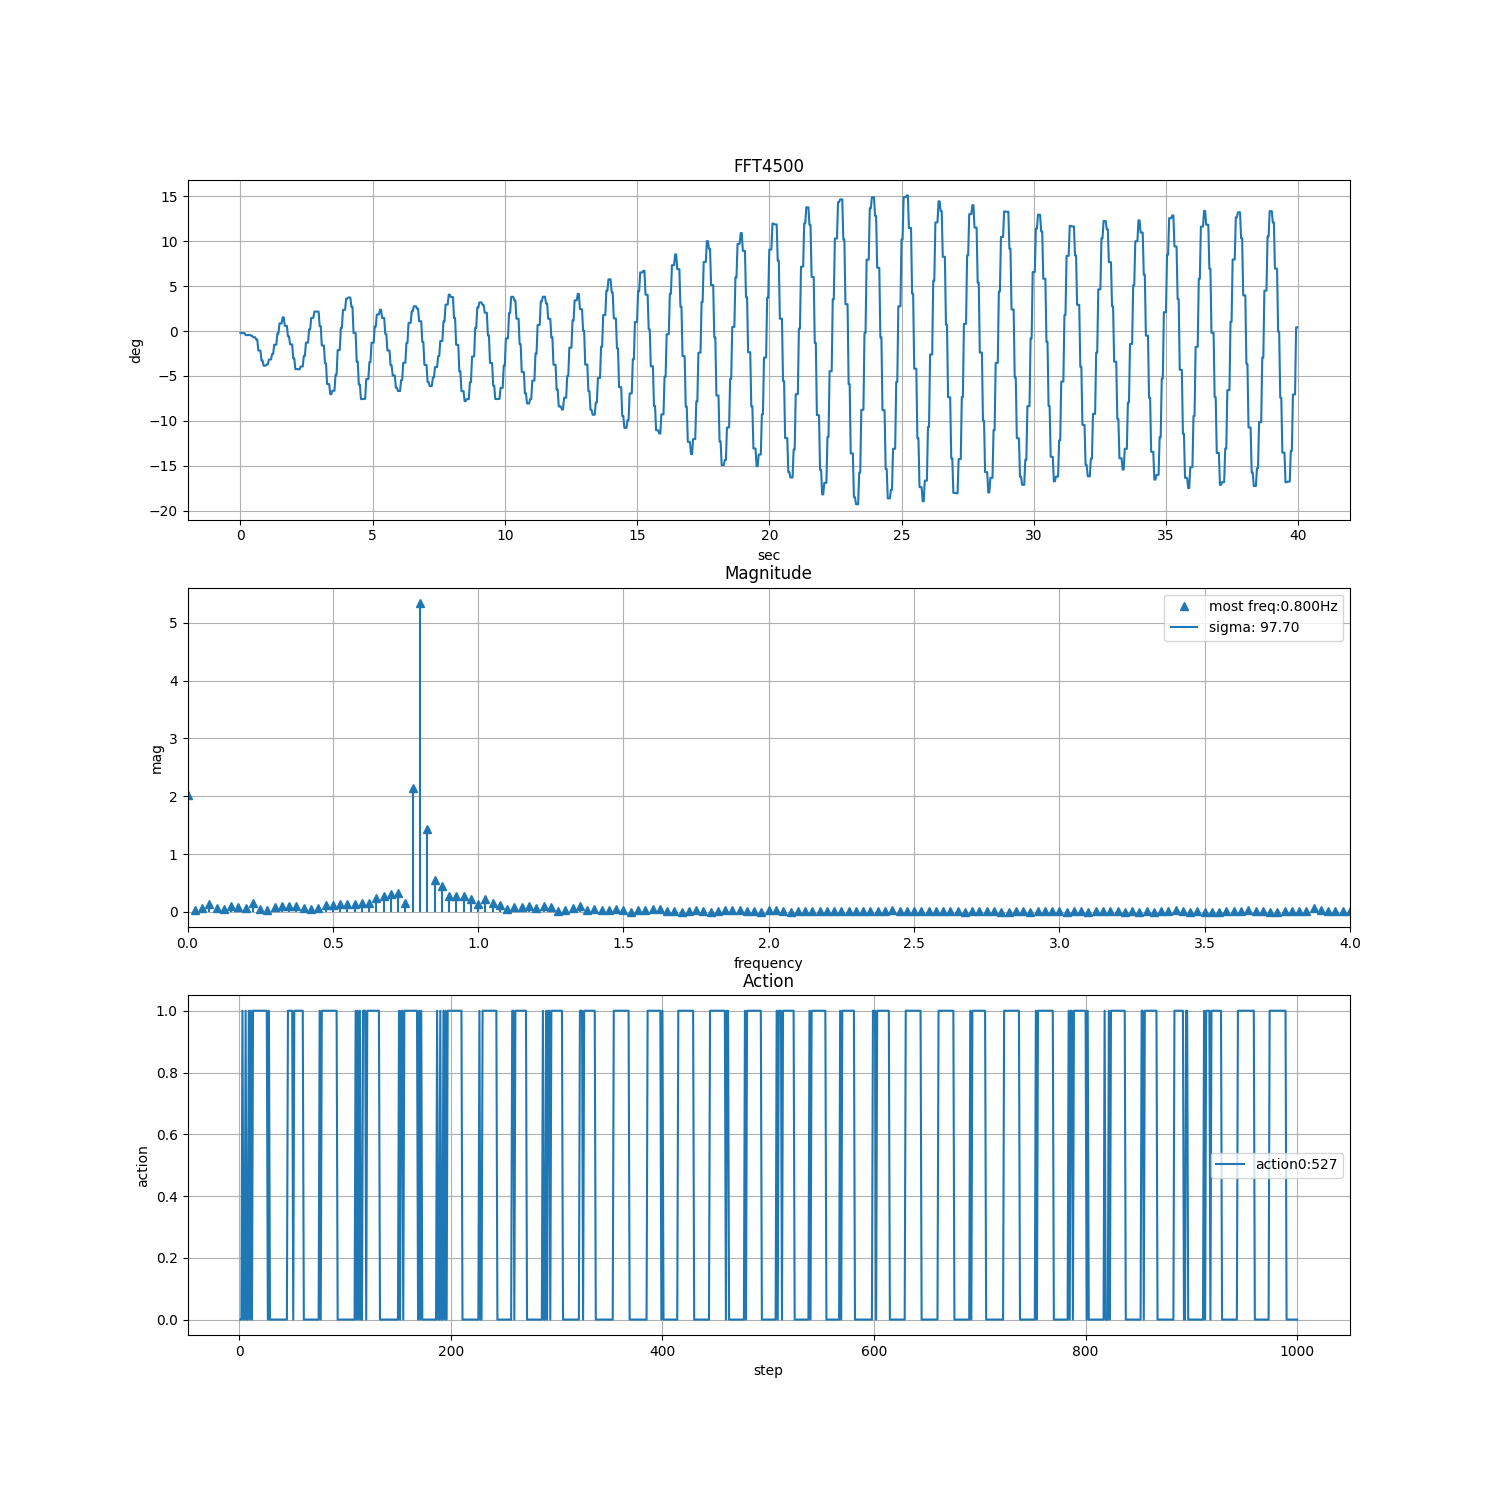 FFT4500
15
10
5
0
−5
−10
−15
−20
deg
0 5 10 15 20 25 30 35 40
sec
Magnitude
most freq:0.800Hz
sigma: 97.70
5
4
3
2
1
0
mag
0.0 0.5 1.0 1.5 2.0 2.5 3.0 3.5 4.0
frequency
Action
1.0
0.8
0.6
0.4
0.2
0.0
action
action0:527
0 200 400 600 800 1000
step